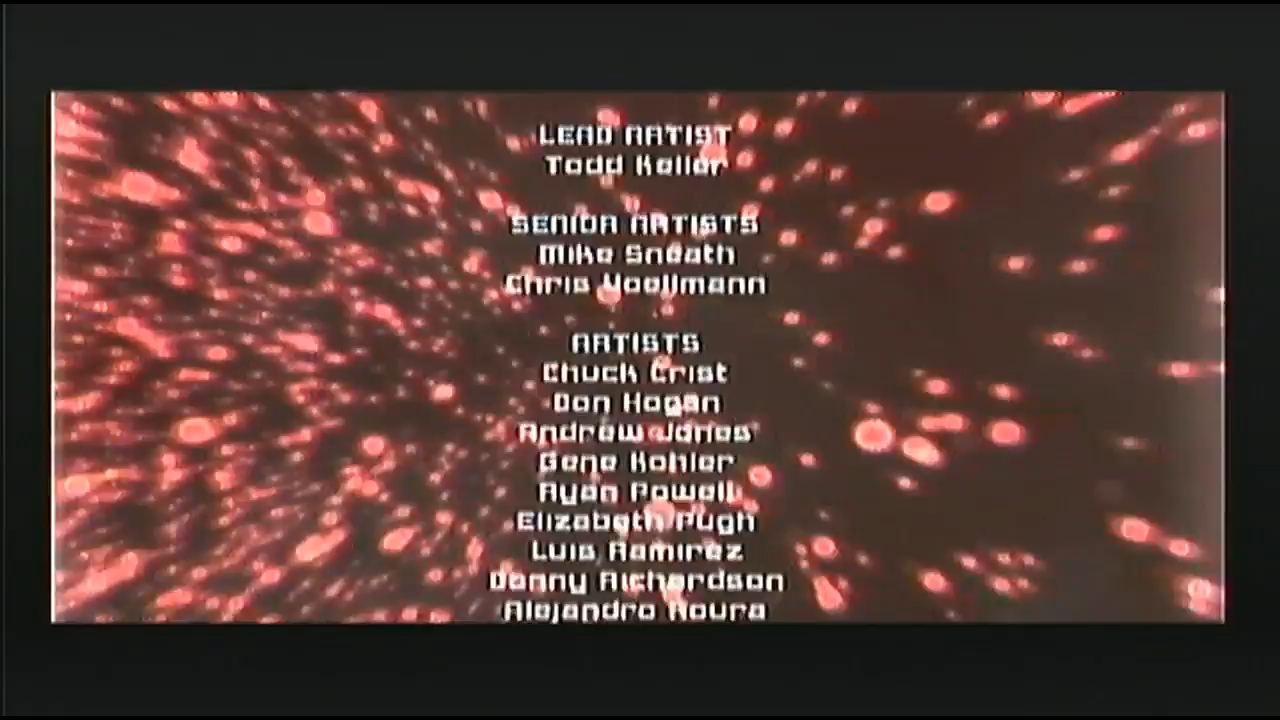 LEAD ARTIST
Todd Keller
SENIOR ARTISTS
Mike Sneath
Chris Voellmann
ARTISTS
Chuck Crist
Don Hogan
Andrew Jones
Gene Kohler
Ryan Powell
Elizabeth Pugh
Luis Ramirez
Danny Richardson
Alejandro Roura